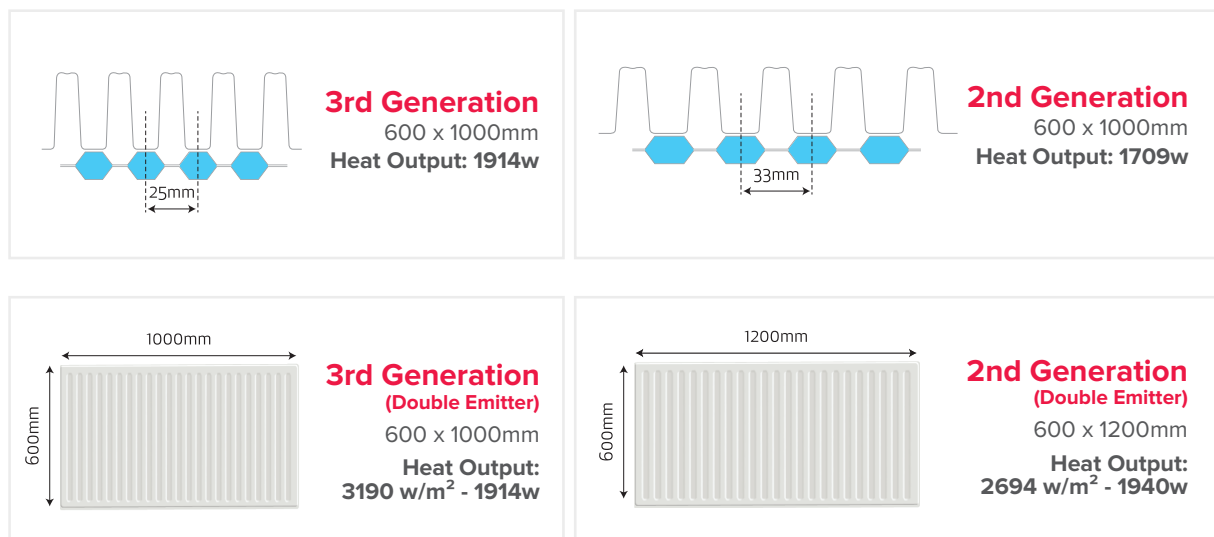 3rd Generation
600 x 1000mm
Heat Output: 1914w
25mm
2nd Generation
600 x 1000mm
Heat Output: 1709w
33mm
1000mm
600mm
3rd Generation
(Double Emitter)
600 x 1000mm
Heat Output:
3190 w/m² - 1914w
1200mm
600mm
2nd Generation
(Double Emitter)
600 x 1200mm
Heat Output:
2694 w/m² - 1940w